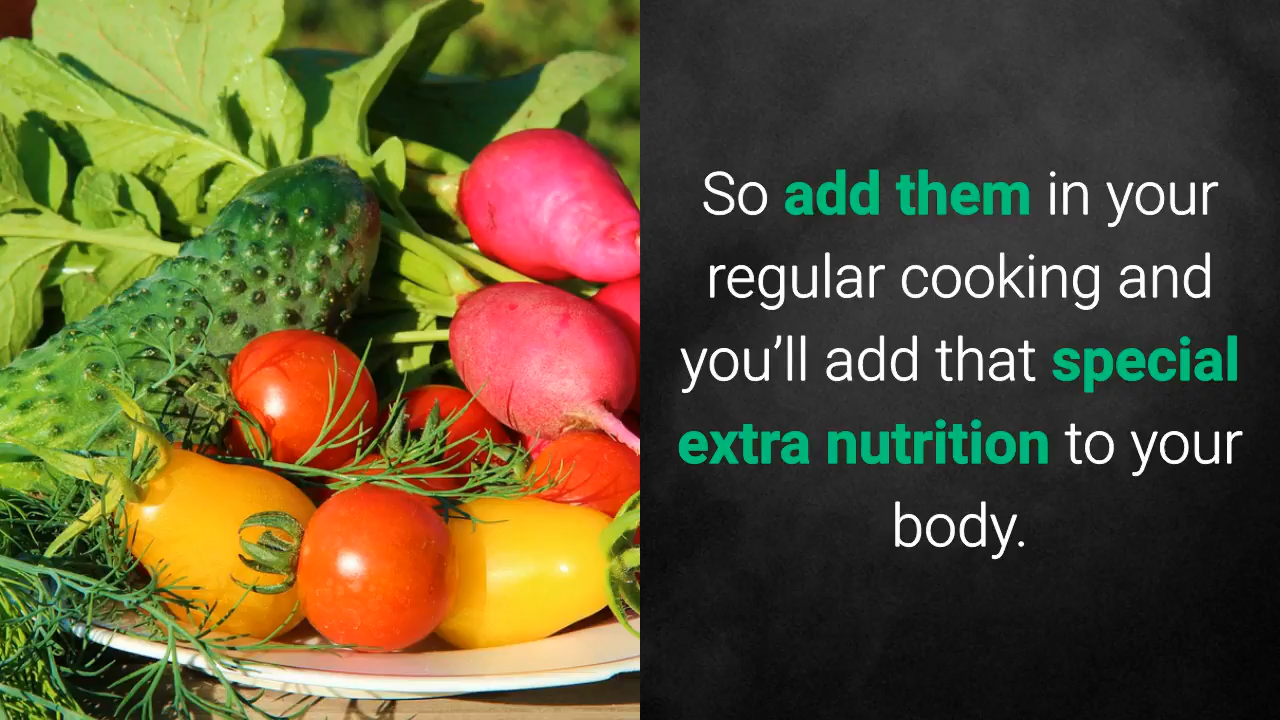 So add them in your
regular cooking and
you’ll add that special
extra nutrition to your
body.